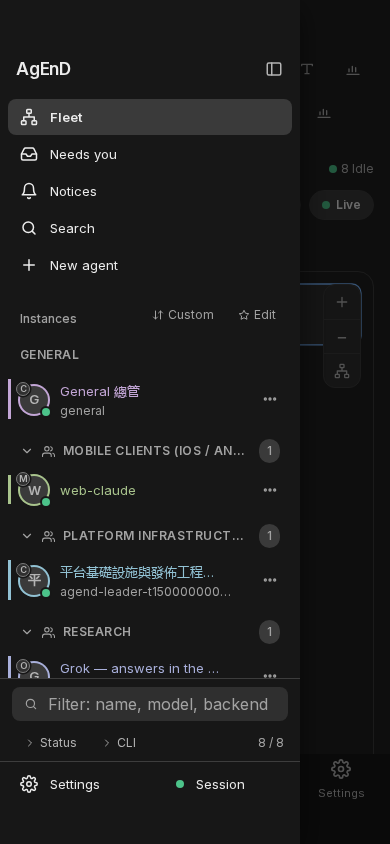 AgEnD
Fleet
Needs you
Notices
Search
New agent
Instances
Custom
Edit
GENERAL
C
G
General 總管
general
MOBILE CLIENTS (IOS / AN...
1
M
W
web-claude
PLATFORM INFRASTRUCT...
1
C
平
平台基礎設施與發佈工程...
agend-leader-t150000000...
RESEARCH
1
O
G
Grok — answers in the ...
Filter: name, model, backend
Status
CLI
8 / 8
Settings
Session
T
8 Idle
Live
Settings